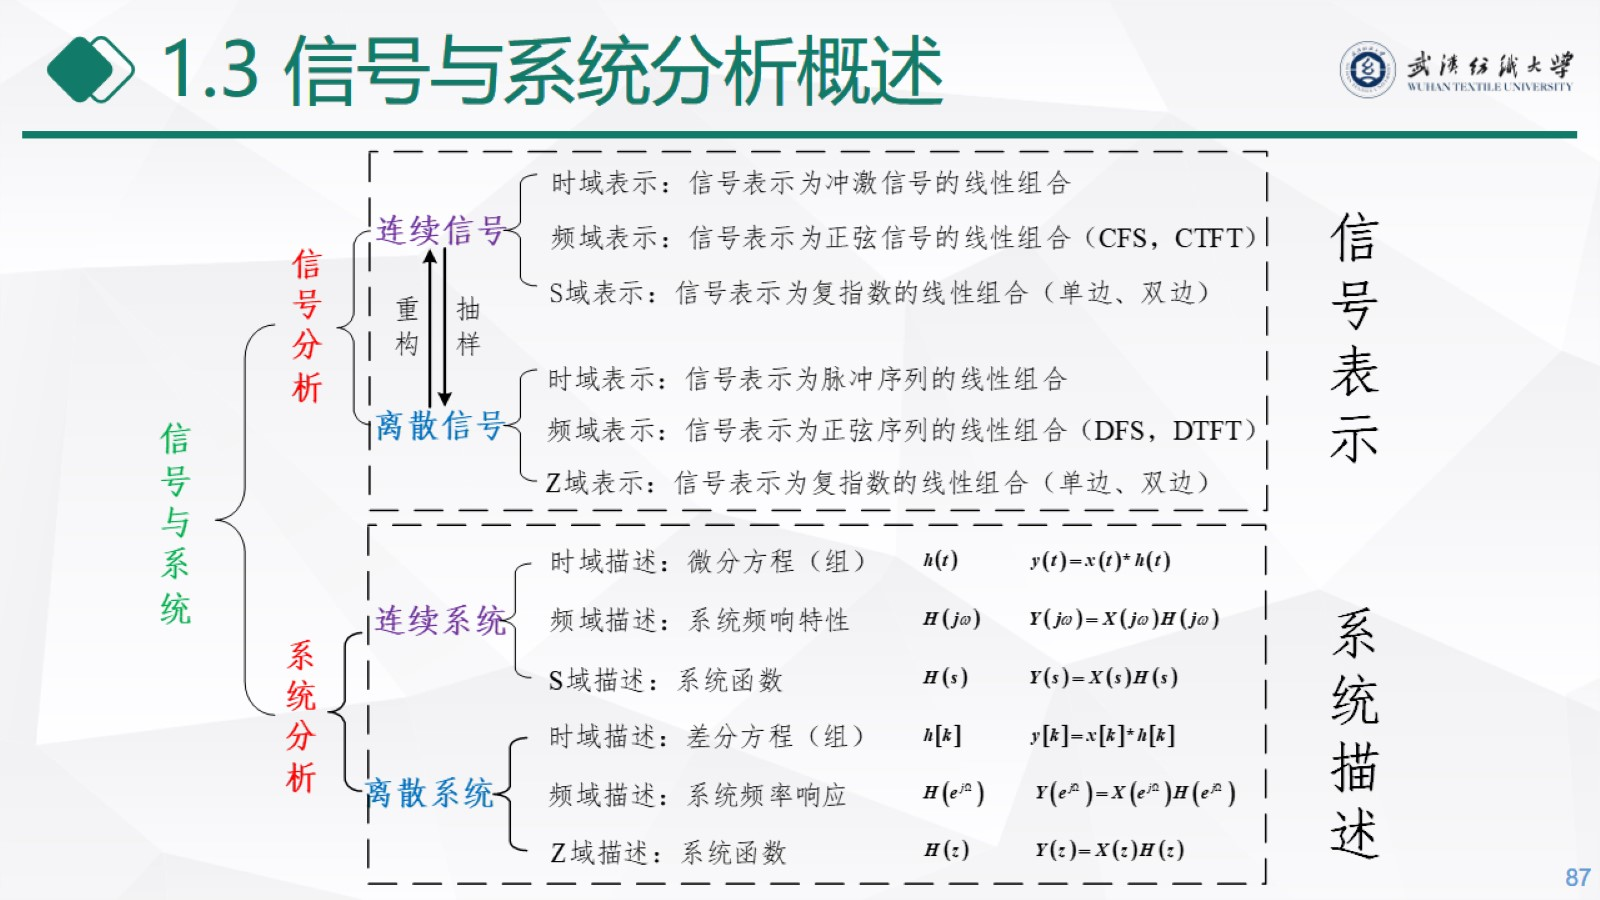 1.3 信号与系统分析概述
武汉纺织大学
WUHAN TEXTILE UNIVERSITY
信号与系统
信号分析
连续信号
时域表示：信号表示为冲激信号的线性组合
频域表示：信号表示为正弦信号的线性组合（CFS，CTFT）
S域表示：信号表示为复指数的线性组合（单边、双边）
重构
抽样
离散信号
时域表示：信号表示为脉冲序列的线性组合
频域表示：信号表示为正弦序列的线性组合（DFS，DTFT）
Z域表示：信号表示为复指数的线性组合（单边、双边）
信号表示
系统分析
连续系统
时域描述：微分方程（组） h(t) y(t)=x(t)*h(t)
频域描述：系统频响特性 H(jω) Y(jω)=X(jω)H(jω)
S域描述：系统函数 H(s) Y(s)=X(s)H(s)
离散系统
时域描述：差分方程（组） h[k] y[k]=x[k]*h[k]
频域描述：系统频率响应 H(e^{jΩ}) Y(e^{jΩ})=X(e^{jΩ})H(e^{jΩ})
Z域描述：系统函数 H(z) Y(z)=X(z)H(z)
系统描述
87